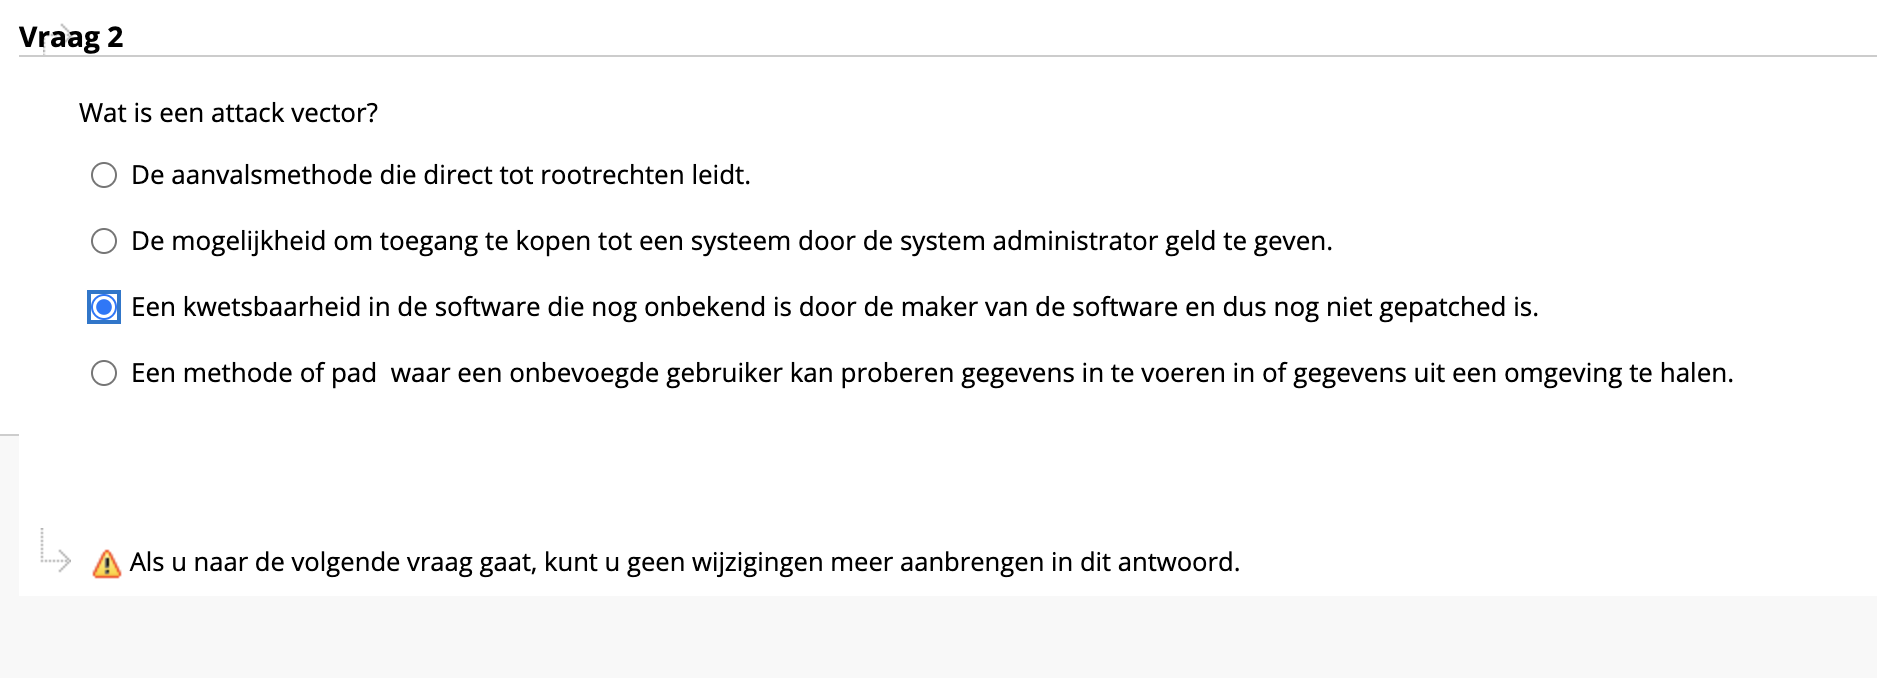 Vraag 2
Wat is een attack vector?
De aanvalsmethode die direct tot rootrechten leidt.
De mogelijkheid om toegang te kopen tot een systeem door de system administrator geld te geven.
Een kwetsbaarheid in de software die nog onbekend is door de maker van de software en dus nog niet gepatched is.
Een methode of pad  waar een onbevoegde gebruiker kan proberen gegevens in te voeren in of gegevens uit een omgeving te halen.
Als u naar de volgende vraag gaat, kunt u geen wijzigingen meer aanbrengen in dit antwoord.